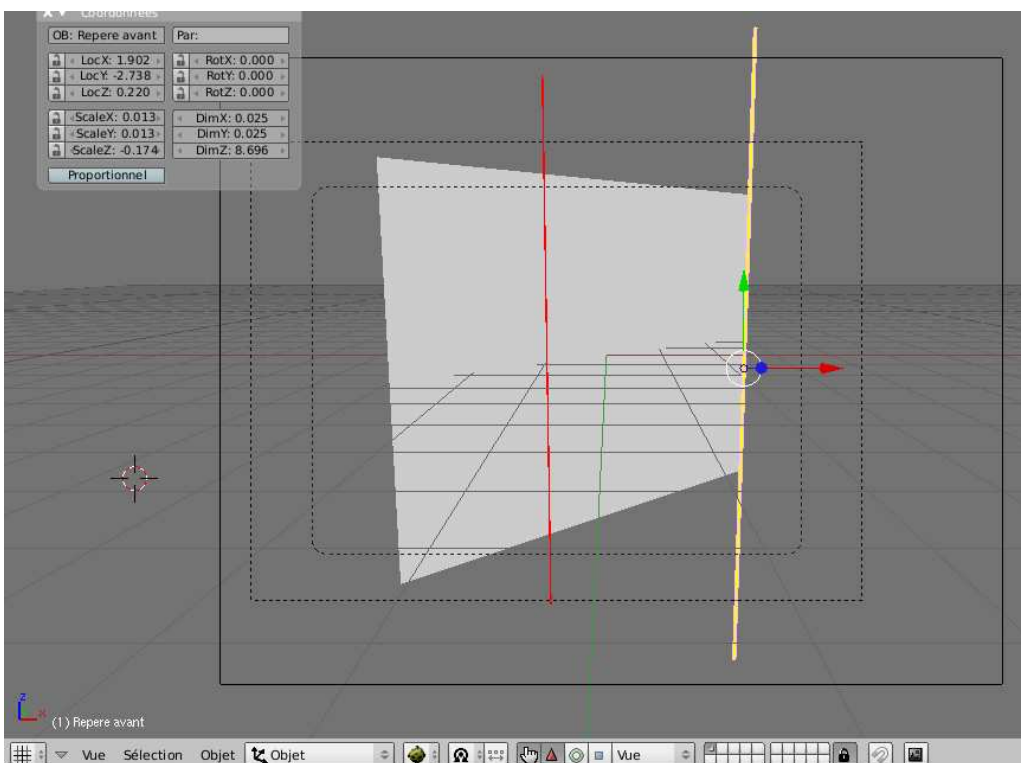 Coordonnées
OB: Repere avant Par:
LocX: 1.902 RotX: 0.000
LocY: -2.738 RotY: 0.000
LocZ: 0.220 RotZ: 0.000
ScaleX: 0.013 DimX: 0.025
ScaleY: 0.013 DimY: 0.025
ScaleZ: -0.174 DimZ: 8.696
Proportionnel
z
x
(1) Repere avant
Vue Sélection Objet Objet Vue